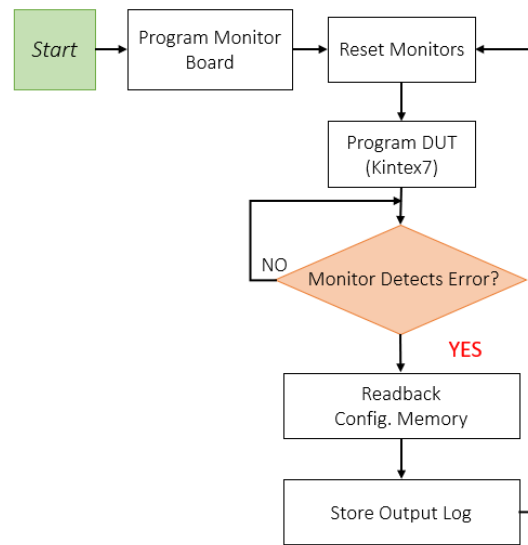 Start
Program Monitor
Board
Reset Monitors
Program DUT
(Kintex7)
NO
Monitor Detects Error?
YES
Readback
Config. Memory
Store Output Log